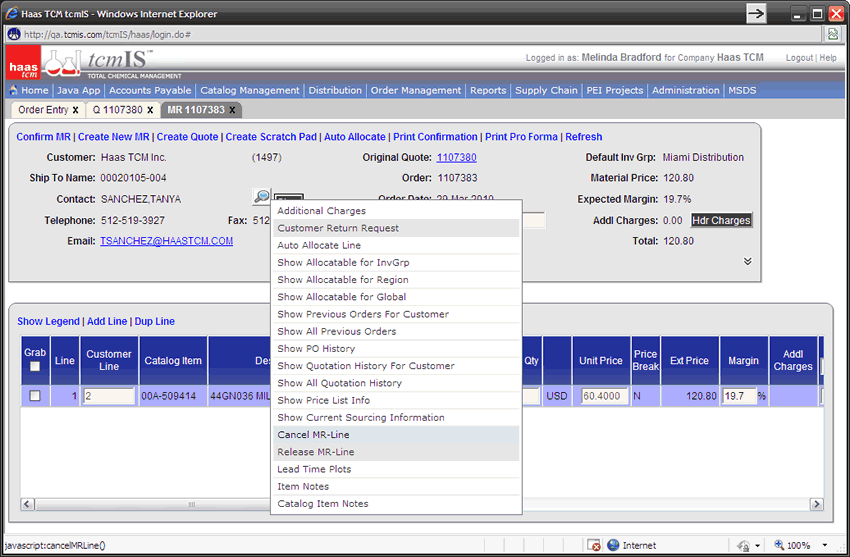 Haas TCM tcmIS - Windows Internet Explorer
http://qa.tcmis.com/tcmIS/haas/login.do#
haas tcm
tcmIS™
TOTAL CHEMICAL MANAGEMENT
Logged in as: Melinda Bradford for Company Haas TCM Logout | Help
Home | Java App | Accounts Payable | Catalog Management | Distribution | Order Management | Reports | Supply Chain | PEI Projects | Administration | MSDS
Order Entry x Q 1107380 x MR 1107383 x
Confirm MR | Create New MR | Create Quote | Create Scratch Pad | Auto Allocate | Print Confirmation | Print Pro Forma | Refresh
Customer: Haas TCM Inc. (1497) Original Quote: 1107380 Default Inv Grp: Miami Distribution
Ship To Name: 00020105-004 Order: 1107383 Material Price: 120.80
Contact: SANCHEZ,TANYA Order Date: 29 Mar 2010 Expected Margin: 19.7%
Telephone: 512-519-3927 Fax: 512 Addl Charges: 0.00 Hdr Charges
Email: TSANCHEZ@HAASTCM.COM Total: 120.80
Additional Charges
Customer Return Request
Auto Allocate Line
Show Allocatable for InvGrp
Show Allocatable for Region
Show Allocatable for Global
Show Previous Orders For Customer
Show All Previous Orders
Show PO History
Show Quotation History For Customer
Show All Quotation History
Show Price List Info
Show Current Sourcing Information
Cancel MR-Line
Release MR-Line
Lead Time Plots
Item Notes
Catalog Item Notes
Show Legend | Add Line | Dup Line
Grab Line Customer Line Catalog Item Des Qty Unit Price Price Break Ext Price Margin Addl Charges
1 2 00A-509414 44GN036 MIL USD 60.4000 N 120.80 19.7 %
javascript:cancelMRLine() Internet 100%